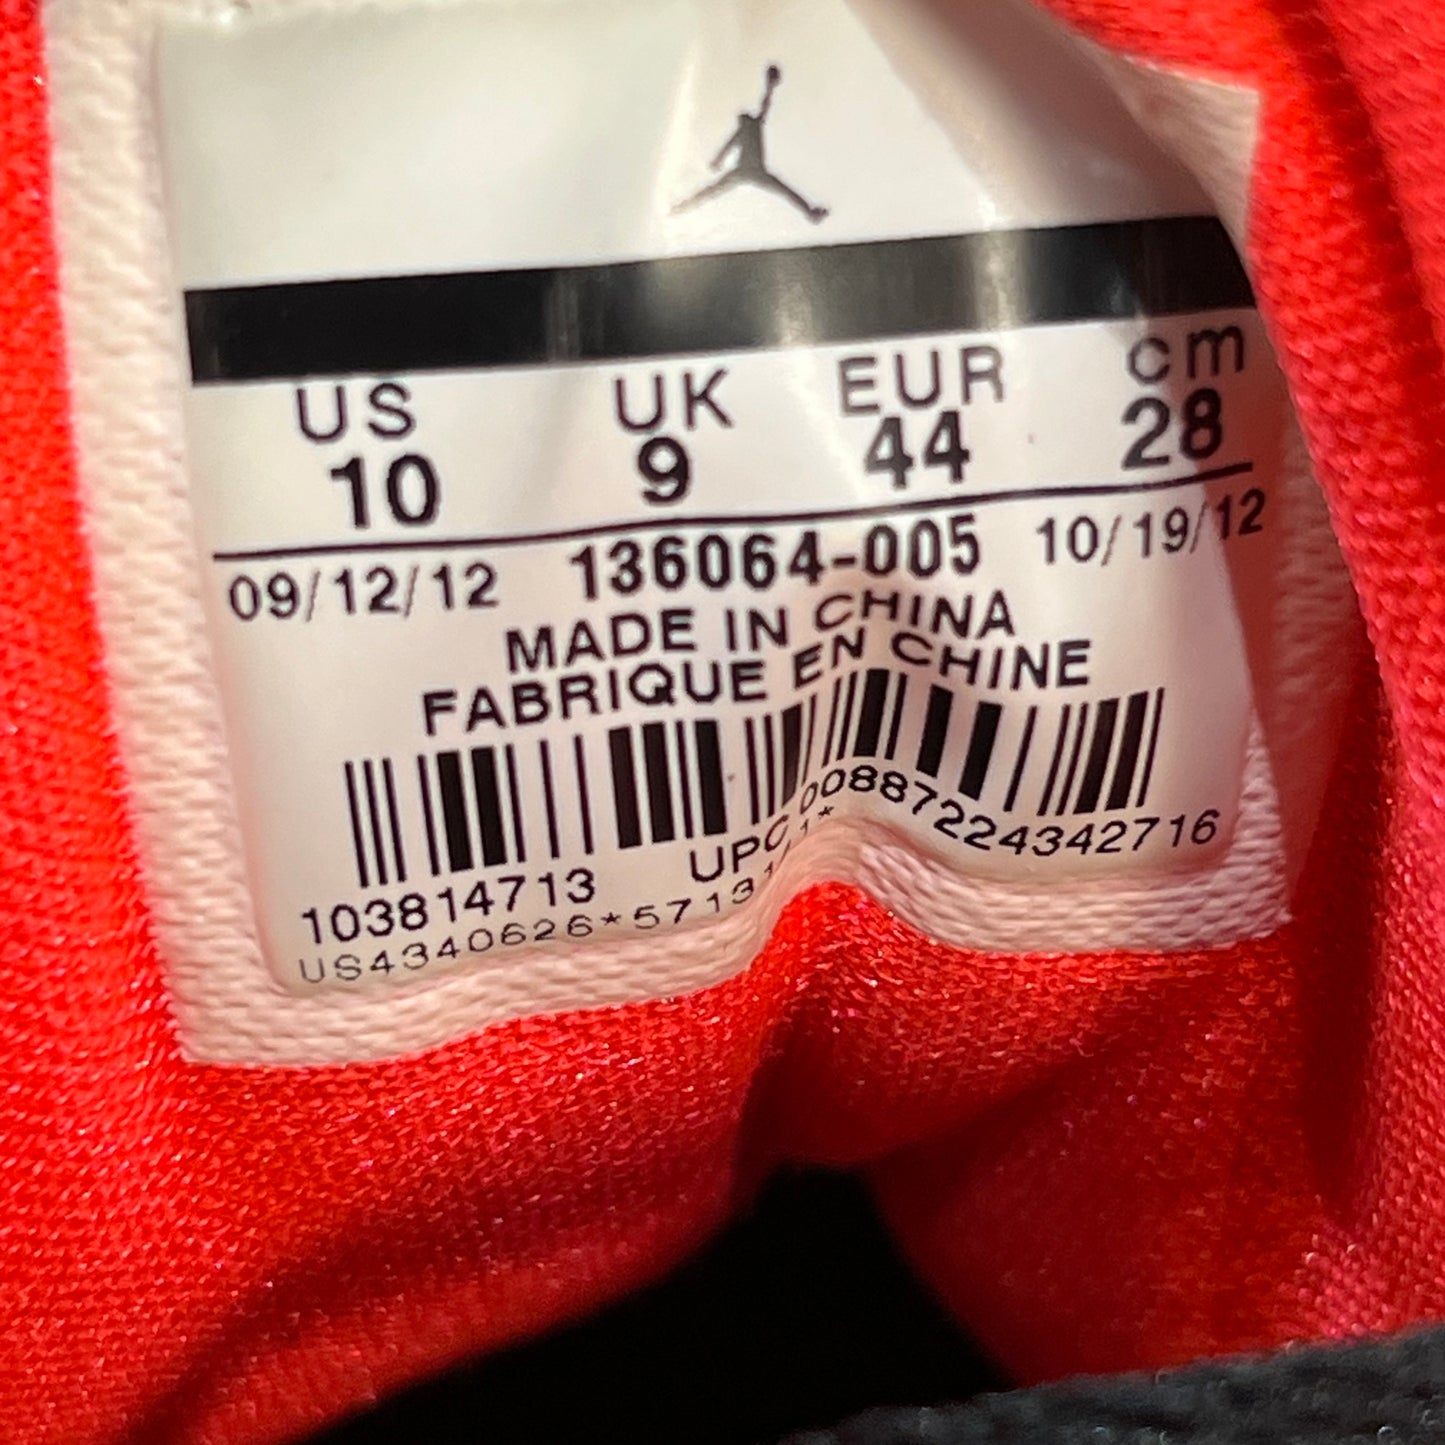 US UK EUR cm
10 9 44 28
09/12/12 136064-005 10/19/12
MADE IN CHINA
FABRIQUE EN CHINE
103814713 UPC 00887224342716
US4340626*5713171*